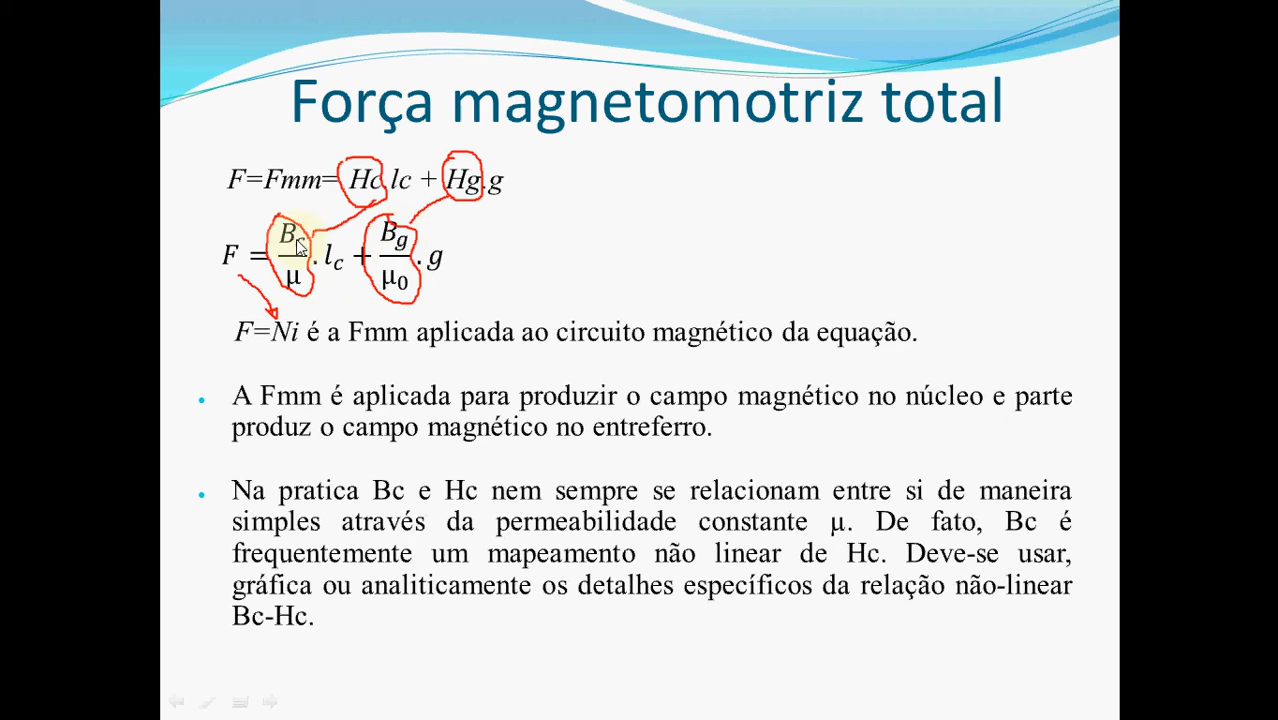 Força magnetomotriz total
F=Fmm= Hc.lc + Hg.g
F = Bc/μ . lc + Bg/μ0 . g
F=Ni é a Fmm aplicada ao circuito magnético da equação.
• A Fmm é aplicada para produzir o campo magnético no núcleo e parte
produz o campo magnético no entreferro.
• Na pratica Bc e Hc nem sempre se relacionam entre si de maneira
simples através da permeabilidade constante μ. De fato, Bc é
frequentemente um mapeamento não linear de Hc. Deve-se usar,
gráfica ou analiticamente os detalhes específicos da relação não-linear
Bc-Hc.